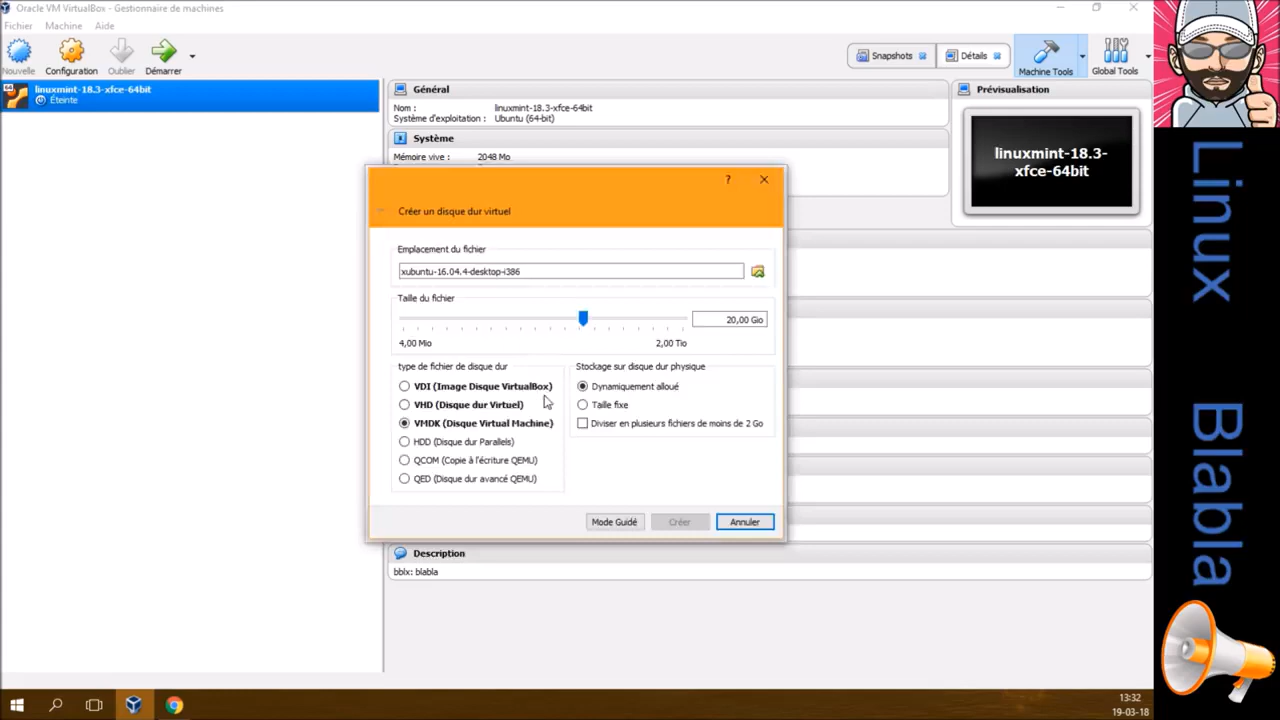 Oracle VM VirtualBox - Gestionnaire de machines
Fichier Machine Aide
Nouvelle Configuration Oublier Démarrer
Snapshots Détails Machine Tools Global Tools
64
linuxmint-18.3-xfce-64bit
Éteinte
Général
Nom : linuxmint-18.3-xfce-64bit
Système d'exploitation : Ubuntu (64-bit)
Système
Mémoire vive : 2048 Mo
Prévisualisation
linuxmint-18.3-
xfce-64bit
?
Créer un disque dur virtuel
Emplacement du fichier
xubuntu-16.04.4-desktop-i386
Taille du fichier
20,00 Gio
4,00 Mio 2,00 Tio
type de fichier de disque dur
VDI (Image Disque VirtualBox)
VHD (Disque dur Virtuel)
VMDK (Disque Virtual Machine)
HDD (Disque dur Parallels)
QCOM (Copie à l'écriture QEMU)
QED (Disque dur avancé QEMU)
Stockage sur disque dur physique
Dynamiquement alloué
Taille fixe
Diviser en plusieurs fichiers de moins de 2 Go
Mode Guidé Créer Annuler
Description
bblx: blabla
13:32
19-03-18
Linux
Blabla